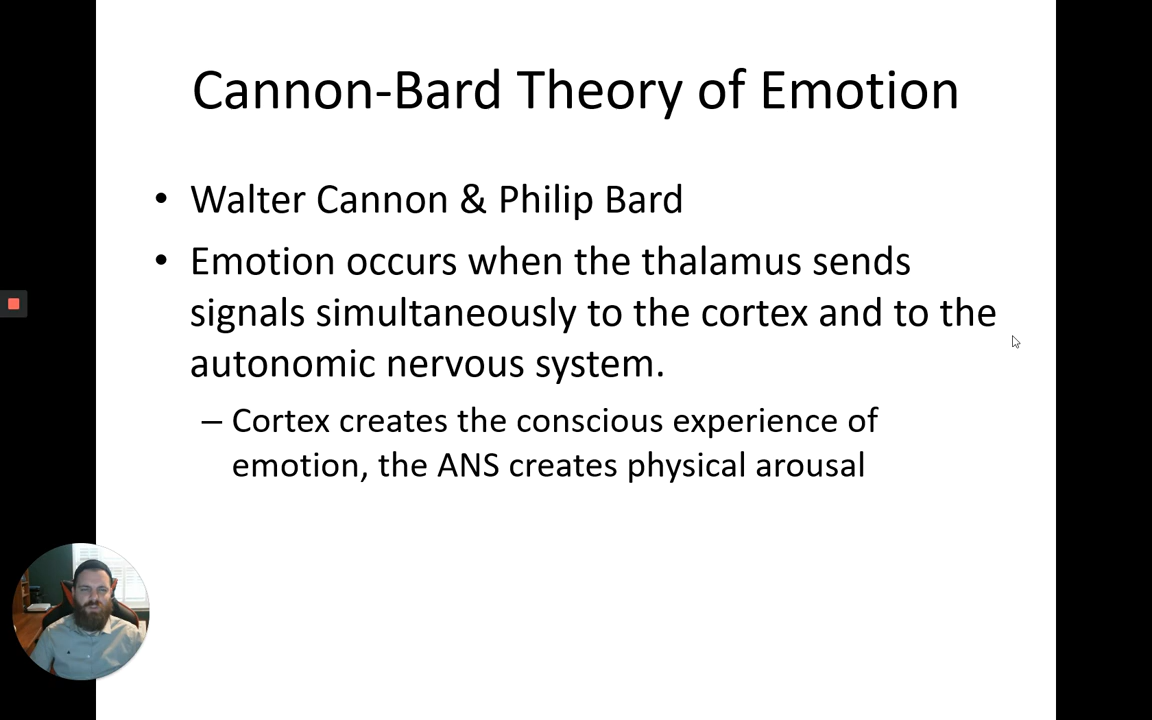 Cannon-Bard Theory of Emotion
• Walter Cannon & Philip Bard
• Emotion occurs when the thalamus sends
signals simultaneously to the cortex and to the
autonomic nervous system.
– Cortex creates the conscious experience of
emotion, the ANS creates physical arousal